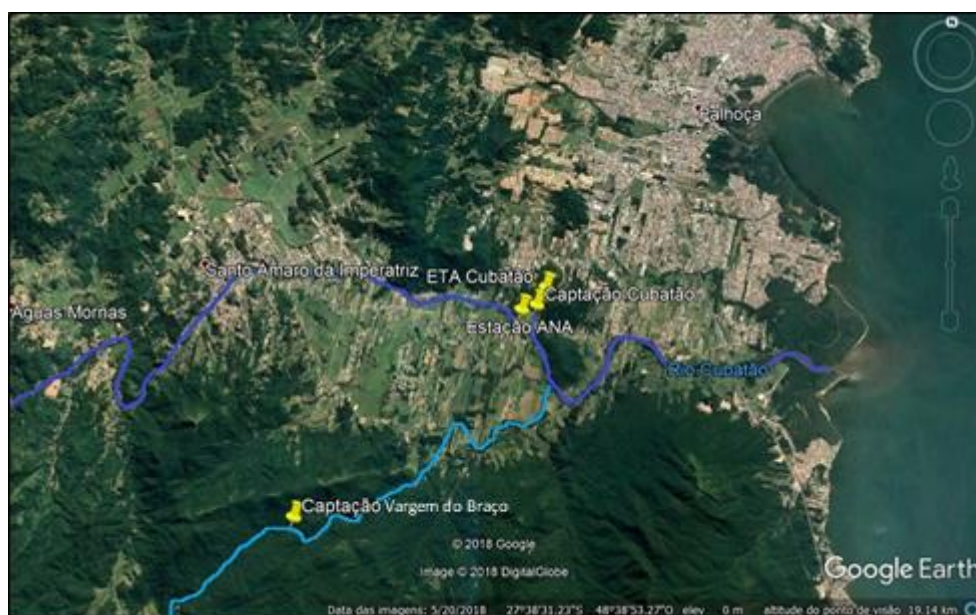 N
Palhoça
Santo Amaro da Imperatriz
ETA Cubatão
Captação Cubatão
Aguas Mornas
Estação ANA
Rio Cubatão
Captação Vargem do Braço
© 2018 Google
Image © 2018 DigitalGlobe
Google Earth
Data das imagens: 5/20/2018 27°38'31.23"S 48°38'53.27"O elev 0 m altitude do ponto de visão 19.14 km